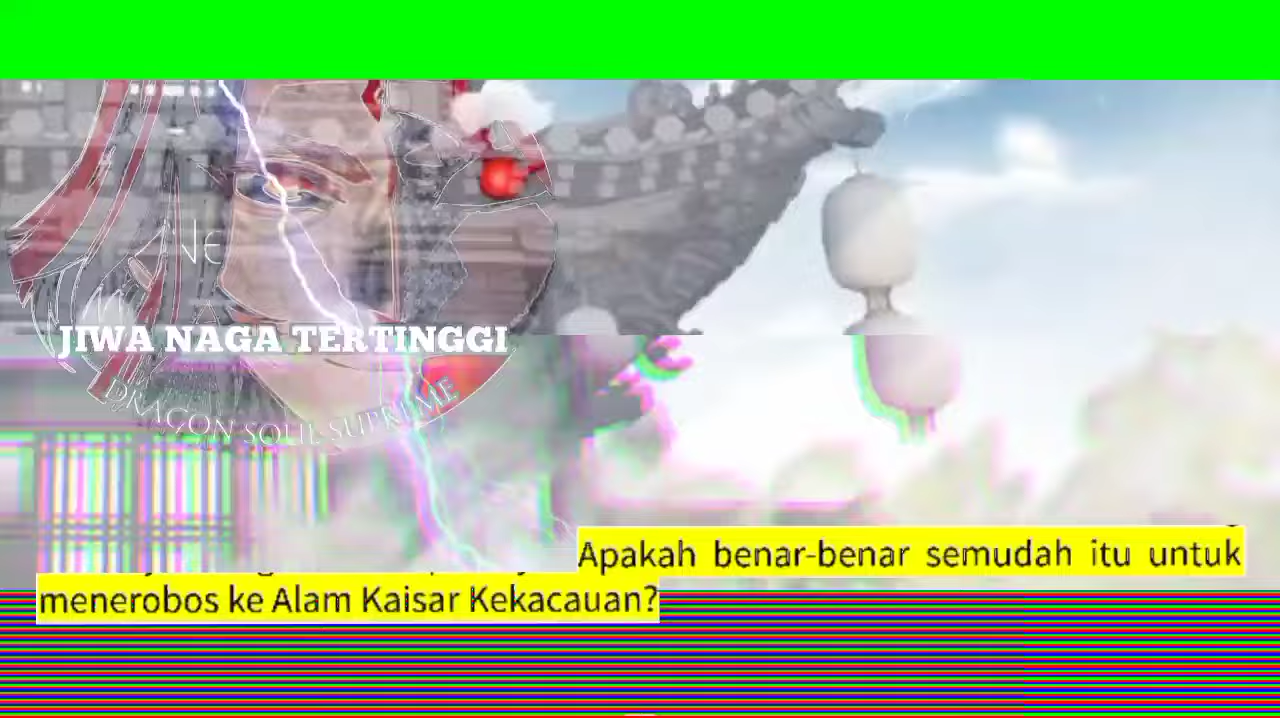 JIWA NAGA TERTINGGI
DRAGON SOUL SUPREME
Apakah benar-benar semudah itu untuk
menerobos ke Alam Kaisar Kekacauan?